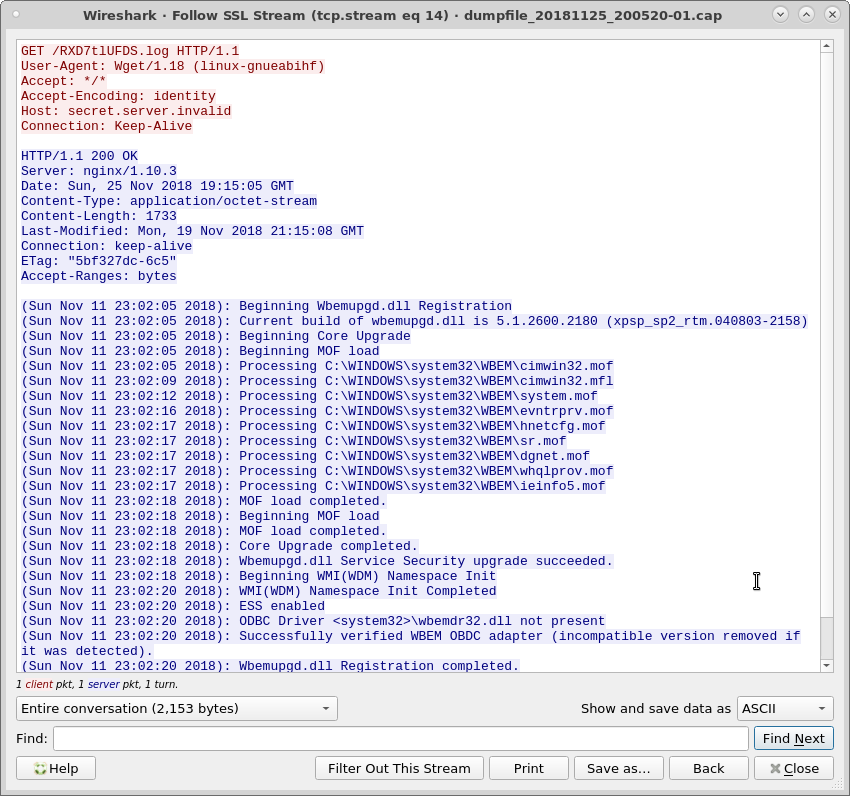 Wireshark · Follow SSL Stream (tcp.stream eq 14) · dumpfile_20181125_200520-01.cap
GET /RXD7tlUFDS.log HTTP/1.1
User-Agent: Wget/1.18 (linux-gnueabihf)
Accept: */*
Accept-Encoding: identity
Host: secret.server.invalid
Connection: Keep-Alive
HTTP/1.1 200 OK
Server: nginx/1.10.3
Date: Sun, 25 Nov 2018 19:15:05 GMT
Content-Type: application/octet-stream
Content-Length: 1733
Last-Modified: Mon, 19 Nov 2018 21:15:08 GMT
Connection: keep-alive
ETag: "5bf327dc-6c5"
Accept-Ranges: bytes
(Sun Nov 11 23:02:05 2018): Beginning Wbemupgd.dll Registration
(Sun Nov 11 23:02:05 2018): Current build of wbemupgd.dll is 5.1.2600.2180 (xpsp_sp2_rtm.040803-2158)
(Sun Nov 11 23:02:05 2018): Beginning Core Upgrade
(Sun Nov 11 23:02:05 2018): Beginning MOF load
(Sun Nov 11 23:02:05 2018): Processing C:\WINDOWS\system32\WBEM\cimwin32.mof
(Sun Nov 11 23:02:09 2018): Processing C:\WINDOWS\system32\WBEM\cimwin32.mfl
(Sun Nov 11 23:02:12 2018): Processing C:\WINDOWS\system32\WBEM\system.mof
(Sun Nov 11 23:02:16 2018): Processing C:\WINDOWS\system32\WBEM\evntrprv.mof
(Sun Nov 11 23:02:17 2018): Processing C:\WINDOWS\system32\WBEM\hnetcfg.mof
(Sun Nov 11 23:02:17 2018): Processing C:\WINDOWS\system32\WBEM\sr.mof
(Sun Nov 11 23:02:17 2018): Processing C:\WINDOWS\system32\WBEM\dgnet.mof
(Sun Nov 11 23:02:17 2018): Processing C:\WINDOWS\system32\WBEM\whqlprov.mof
(Sun Nov 11 23:02:17 2018): Processing C:\WINDOWS\system32\WBEM\ieinfo5.mof
(Sun Nov 11 23:02:18 2018): MOF load completed.
(Sun Nov 11 23:02:18 2018): Beginning MOF load
(Sun Nov 11 23:02:18 2018): MOF load completed.
(Sun Nov 11 23:02:18 2018): Core Upgrade completed.
(Sun Nov 11 23:02:18 2018): Wbemupgd.dll Service Security upgrade succeeded.
(Sun Nov 11 23:02:18 2018): Beginning WMI(WDM) Namespace Init
(Sun Nov 11 23:02:20 2018): WMI(WDM) Namespace Init Completed
(Sun Nov 11 23:02:20 2018): ESS enabled
(Sun Nov 11 23:02:20 2018): ODBC Driver <system32>\wbemdr32.dll not present
(Sun Nov 11 23:02:20 2018): Successfully verified WBEM OBDC adapter (incompatible version removed if
it was detected).
(Sun Nov 11 23:02:20 2018): Wbemupgd.dll Registration completed.
1 client pkt, 1 server pkt, 1 turn.
Entire conversation (2,153 bytes) Show and save data as ASCII
Find: Find Next
Help Filter Out This Stream Print Save as... Back Close